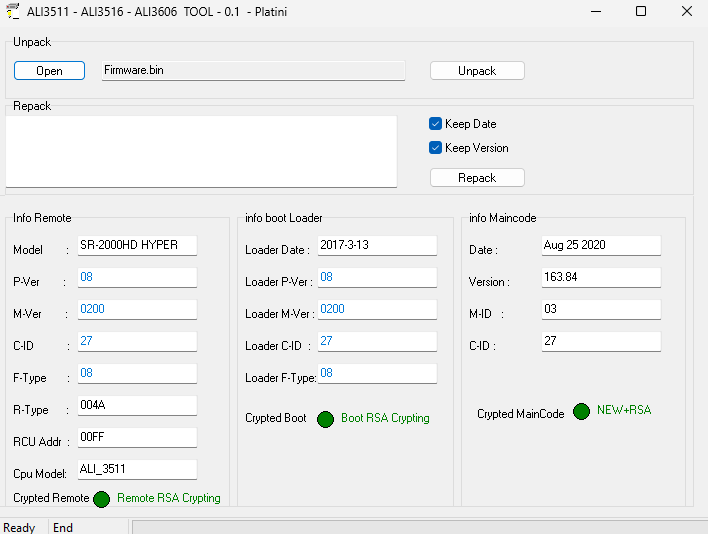 ALI3511 - ALI3516 - ALI3606 TOOL - 0.1 - Platini
Unpack
Open
Firmware.bin
Unpack
Repack
Keep Date
Keep Version
Repack
Info Remote
Model : SR-2000HD HYPER
P-Ver : 08
M-Ver : 0200
C-ID : 27
F-Type : 08
R-Type : 004A
RCU Addr : 00FF
Cpu Model: ALI_3511
Crypted Remote Remote RSA Crypting
info boot Loader
Loader Date : 2017-3-13
Loader P-Ver : 08
Loader M-Ver : 0200
Loader C-ID : 27
Loader F-Type: 08
Crypted Boot Boot RSA Crypting
info Maincode
Date : Aug 25 2020
Version : 163.84
M-ID : 03
C-ID : 27
Crypted MainCode NEW+RSA
Ready End